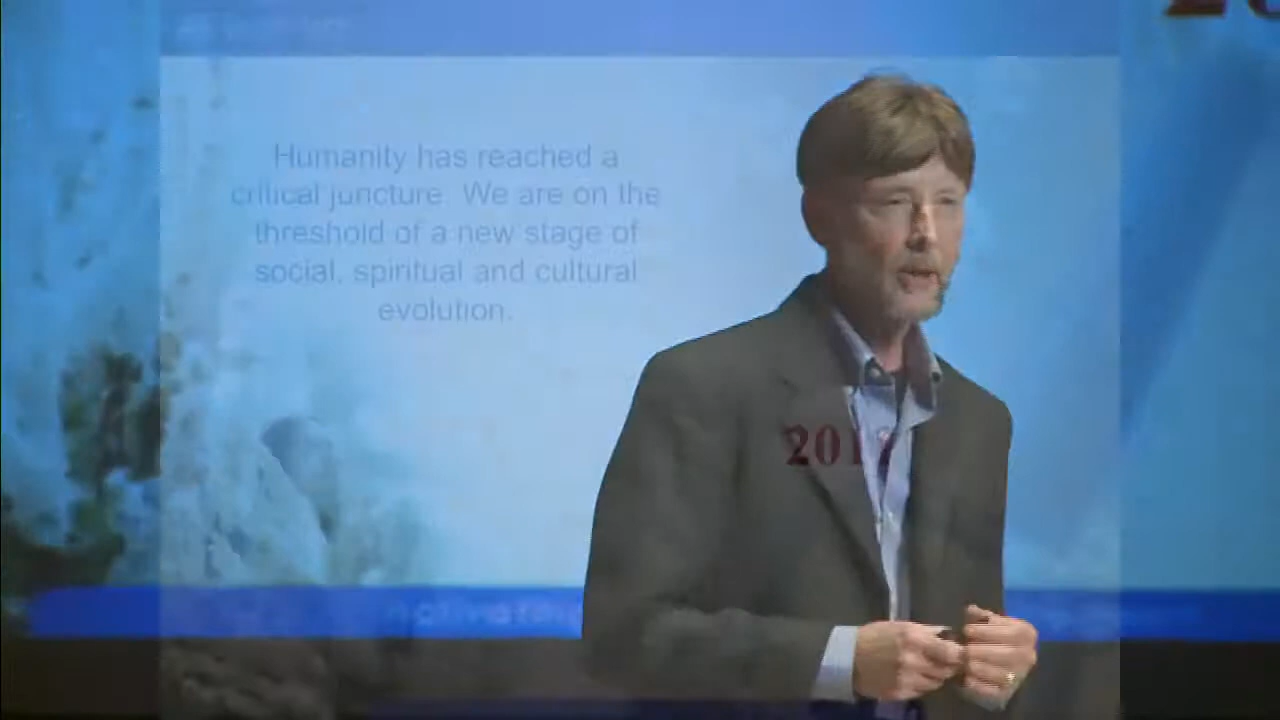 Humanity has reached a
critical juncture. We are on the
threshold of a new stage of
social, spiritual and cultural
evolution.
2012